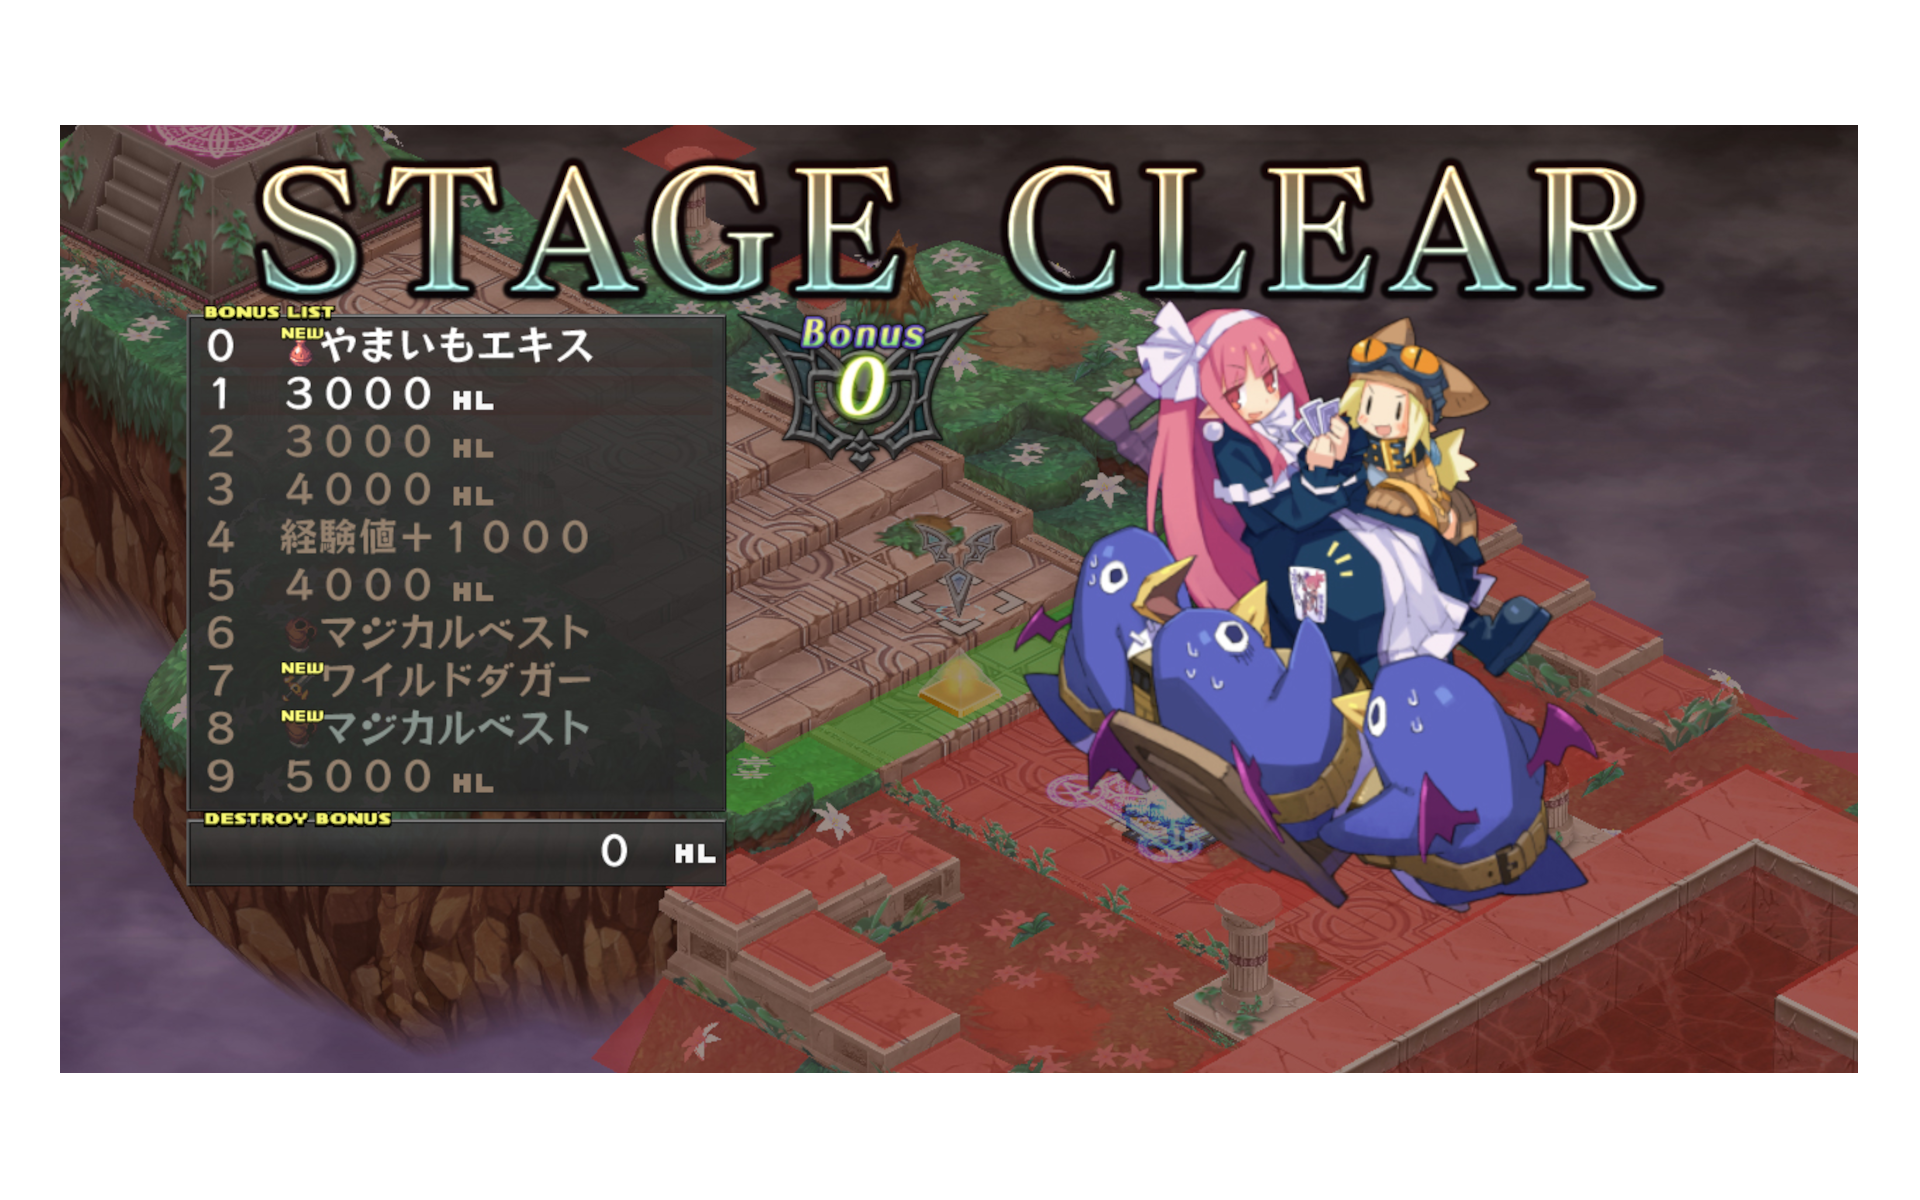 STAGE CLEAR
BONUS LIST
0 NEW やまいもエキス
1 3000 HL
2 3000 HL
3 4000 HL
4 経験値+1000
5 4000 HL
6 マジカルベスト
7 NEW ワイルドダガー
8 NEW マジカルベスト
9 5000 HL
DESTROY BONUS
0 HL
Bonus
0